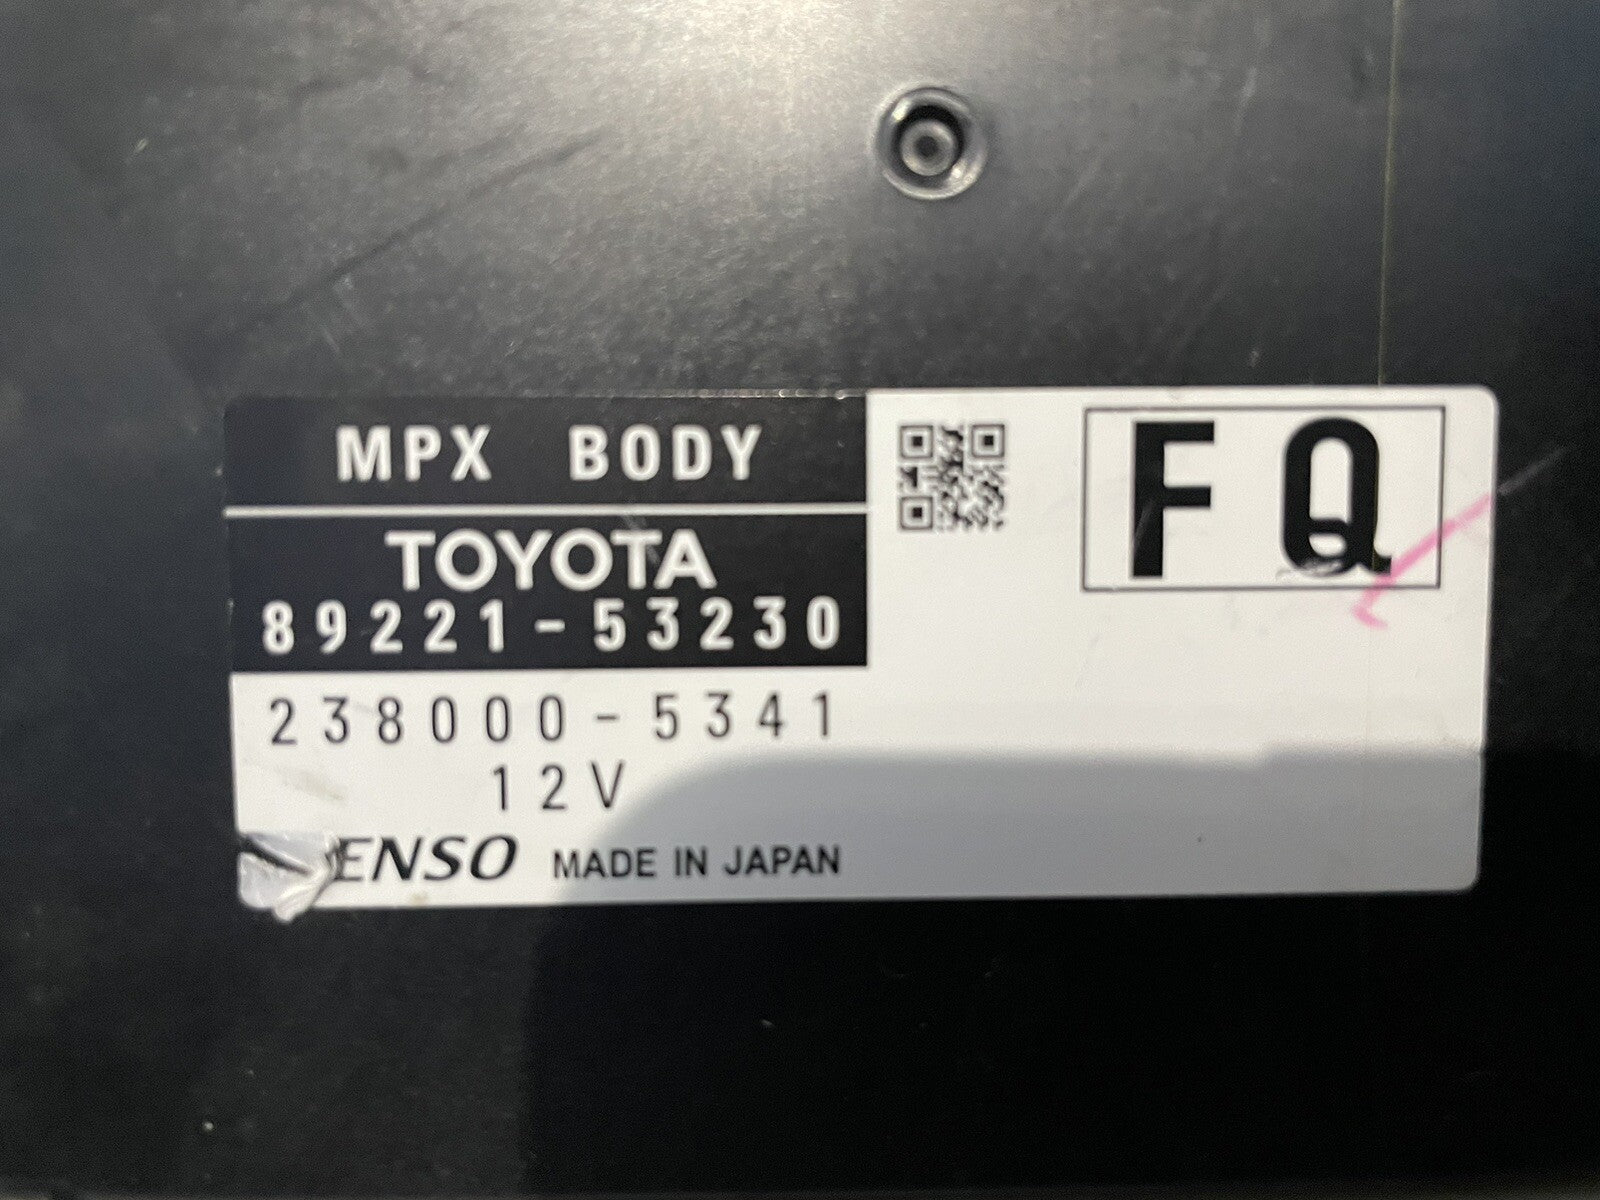 MPX BODY
TOYOTA
89221-53230
238000-5341
12V
ENSO MADE IN JAPAN
FQ